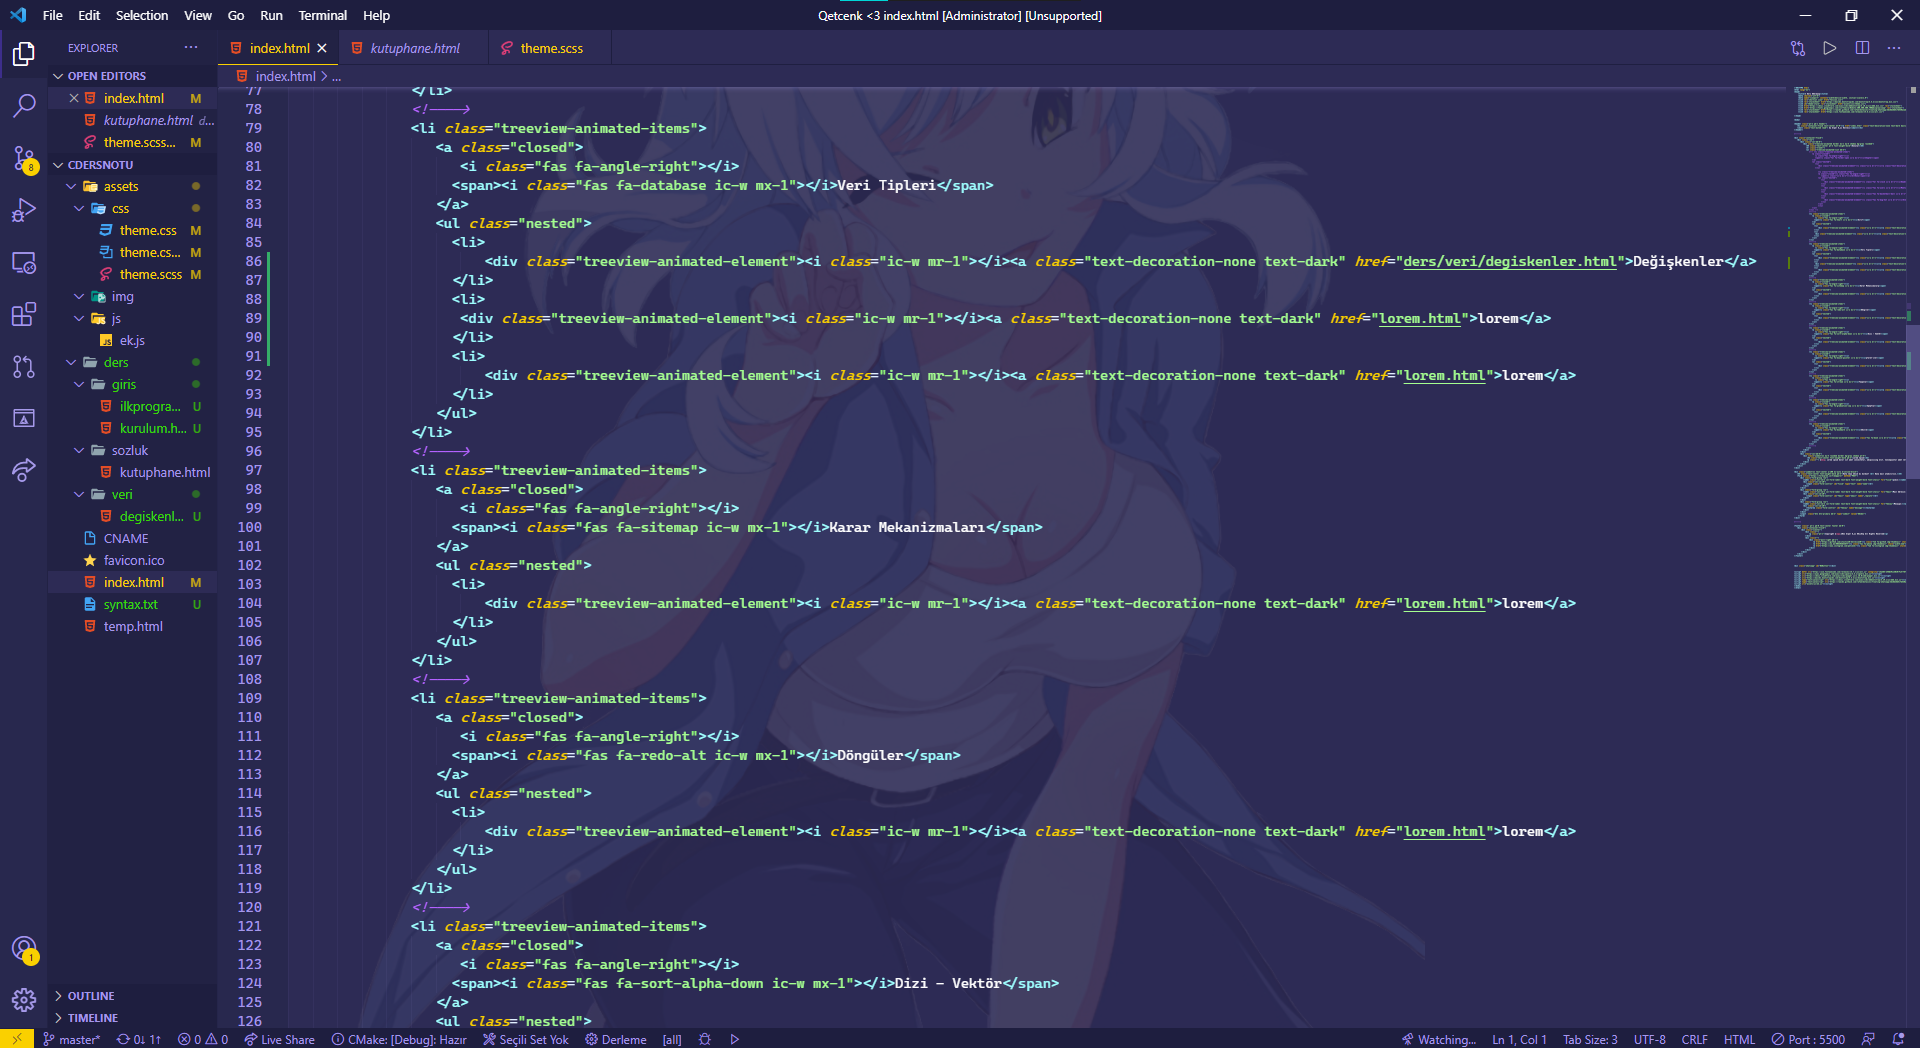 File Edit Selection View Go Run Terminal Help
Qetcenk <3 index.html [Administrator] [Unsupported]
EXPLORER
index.html
kutuphane.html
theme.scss
OPEN EDITORS
index.html > ...
index.html M
kutuphane.html d...
theme.scss... M
CDERSNOTU
assets
css
theme.css M
theme.cs... M
theme.scss M
img
js
ek.js
ders
giris
ilkprogra... U
kurulum.h... U
sozluk
kutuphane.html
veri
degiskenl... U
CNAME
favicon.ico
index.html M
syntax.txt U
temp.html
8
1
OUTLINE
TIMELINE
77 </li>
78 <!---->
79 <li class="treeview-animated-items">
80 <a class="closed">
81 <i class="fas fa-angle-right"></i>
82 <span><i class="fas fa-database ic-w mx-1"></i>Veri Tipleri</span>
83 </a>
84 <ul class="nested">
85 <li>
86 <div class="treeview-animated-element"><i class="ic-w mr-1"></i><a class="text-decoration-none text-dark" href="ders/veri/degiskenler.html">Değişkenler</a>
87 </li>
88 <li>
89 <div class="treeview-animated-element"><i class="ic-w mr-1"></i><a class="text-decoration-none text-dark" href="lorem.html">lorem</a>
90 </li>
91 <li>
92 <div class="treeview-animated-element"><i class="ic-w mr-1"></i><a class="text-decoration-none text-dark" href="lorem.html">lorem</a>
93 </li>
94 </ul>
95 </li>
96 <!---->
97 <li class="treeview-animated-items">
98 <a class="closed">
99 <i class="fas fa-angle-right"></i>
100 <span><i class="fas fa-sitemap ic-w mx-1"></i>Karar Mekanizmaları</span>
101 </a>
102 <ul class="nested">
103 <li>
104 <div class="treeview-animated-element"><i class="ic-w mr-1"></i><a class="text-decoration-none text-dark" href="lorem.html">lorem</a>
105 </li>
106 </ul>
107 </li>
108 <!---->
109 <li class="treeview-animated-items">
110 <a class="closed">
111 <i class="fas fa-angle-right"></i>
112 <span><i class="fas fa-redo-alt ic-w mx-1"></i>Döngüler</span>
113 </a>
114 <ul class="nested">
115 <li>
116 <div class="treeview-animated-element"><i class="ic-w mr-1"></i><a class="text-decoration-none text-dark" href="lorem.html">lorem</a>
117 </li>
118 </ul>
119 </li>
120 <!---->
121 <li class="treeview-animated-items">
122 <a class="closed">
123 <i class="fas fa-angle-right"></i>
124 <span><i class="fas fa-sort-alpha-down ic-w mx-1"></i>Dizi - Vektör</span>
125 </a>
126 <ul class="nested">
master* 0↓ 1↑ 0 0 Live Share CMake: [Debug]: Hazır Seçili Set Yok Derleme [all] Watching... Ln 1, Col 1 Tab Size: 3 UTF-8 CRLF HTML Port : 5500